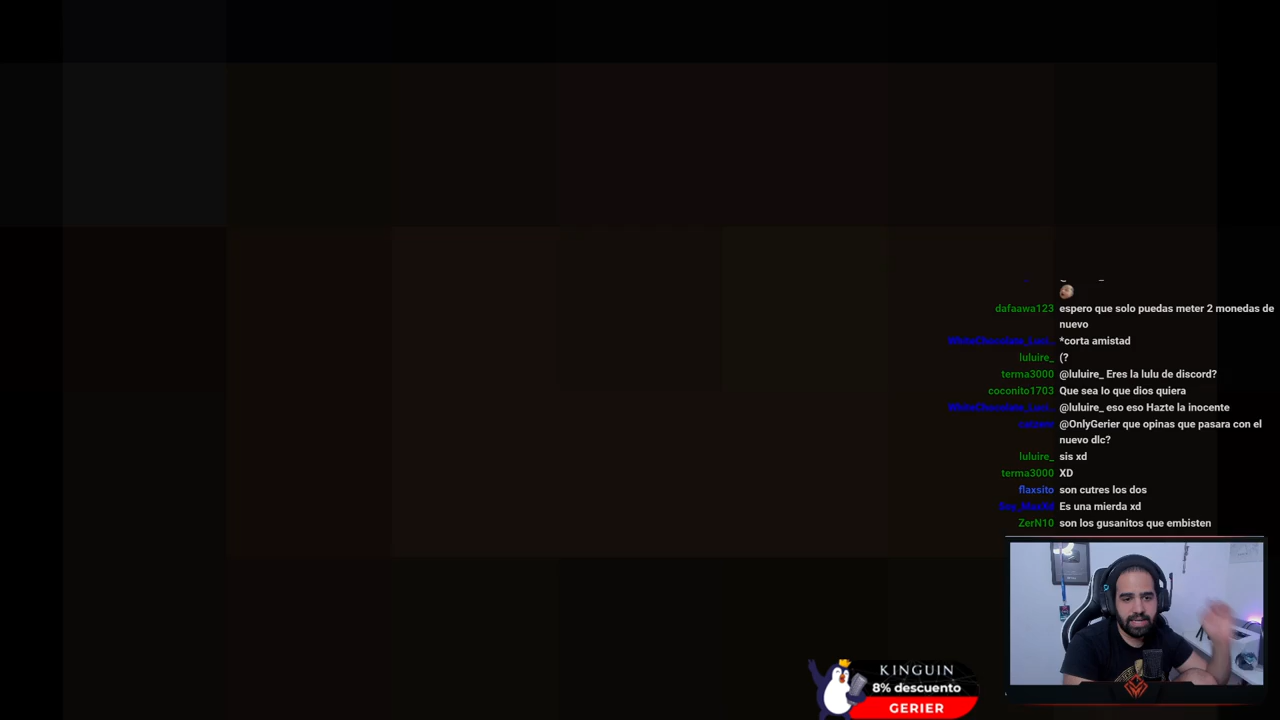 dafaawa123 espero que solo puedas meter 2 monedas de
nuevo
*corta amistad
luluire_ (?
terma3000 @luluire_ Eres la lulu de discord?
coconito1703 Que sea lo que dios quiera
@luluire_ eso eso Hazte la inocente
@OnlyGerier que opinas que pasara con el
nuevo dlc?
luluire_ sis xd
terma3000 XD
flaxsito son cutres los dos
Es una mierda xd
ZerN10 son los gusanitos que embisten
KINGUIN
8% descuento
GERIER